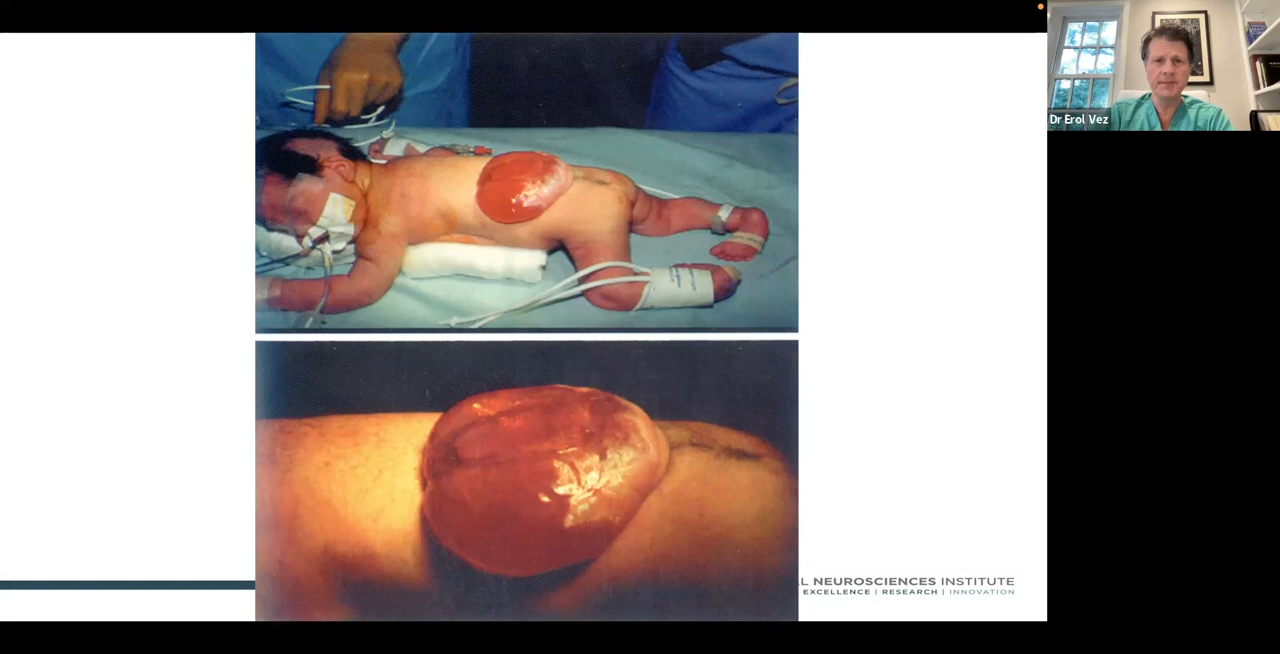 Dr Erol Vez
L NEUROSCIENCES INSTITUTE
EXCELLENCE | RESEARCH | INNOVATION